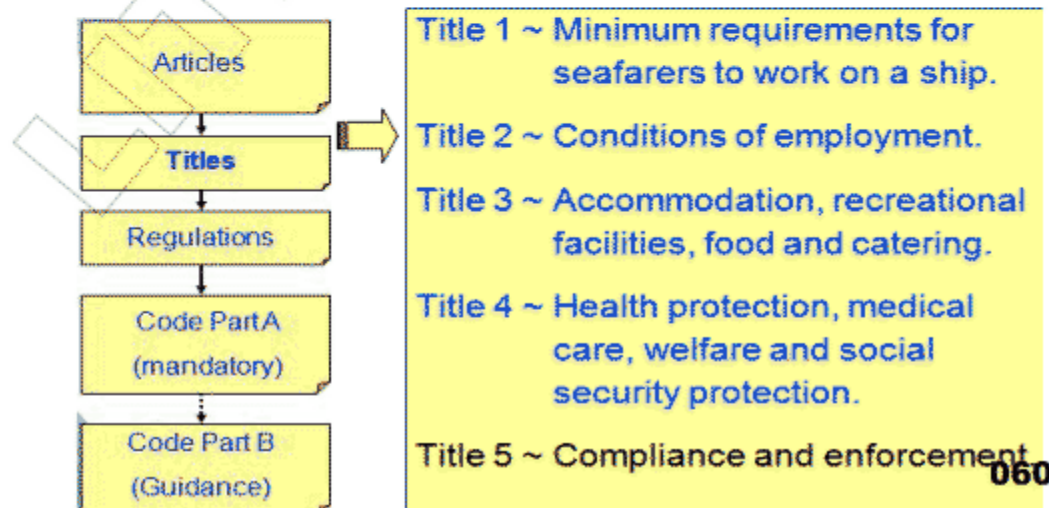 Articles
Titles
Regulations
Code Part A
(mandatory)
Code Part B
(Guidance)
Title 1 ~ Minimum requirements for
seafarers to work on a ship.
Title 2 ~ Conditions of employment.
Title 3 ~ Accommodation, recreational
facilities, food and catering.
Title 4 ~ Health protection, medical
care, welfare and social
security protection.
Title 5 ~ Compliance and enforcement
060